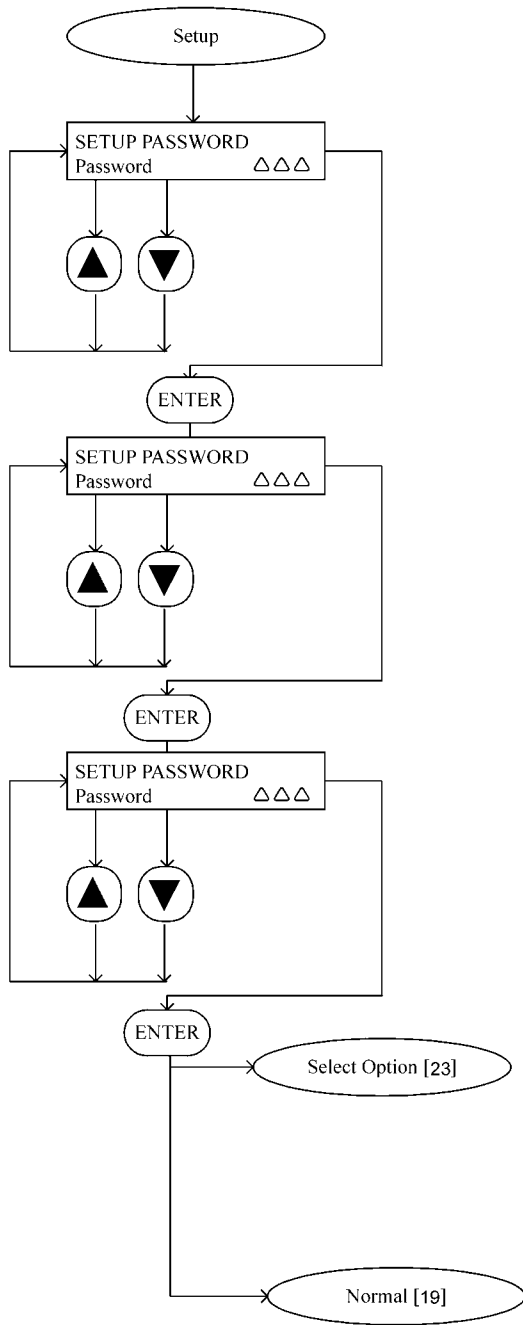 Setup
SETUP PASSWORD
Password △ △ △
ENTER
SETUP PASSWORD
Password △ △ △
ENTER
SETUP PASSWORD
Password △ △ △
ENTER
Select Option [23]
Normal [19]